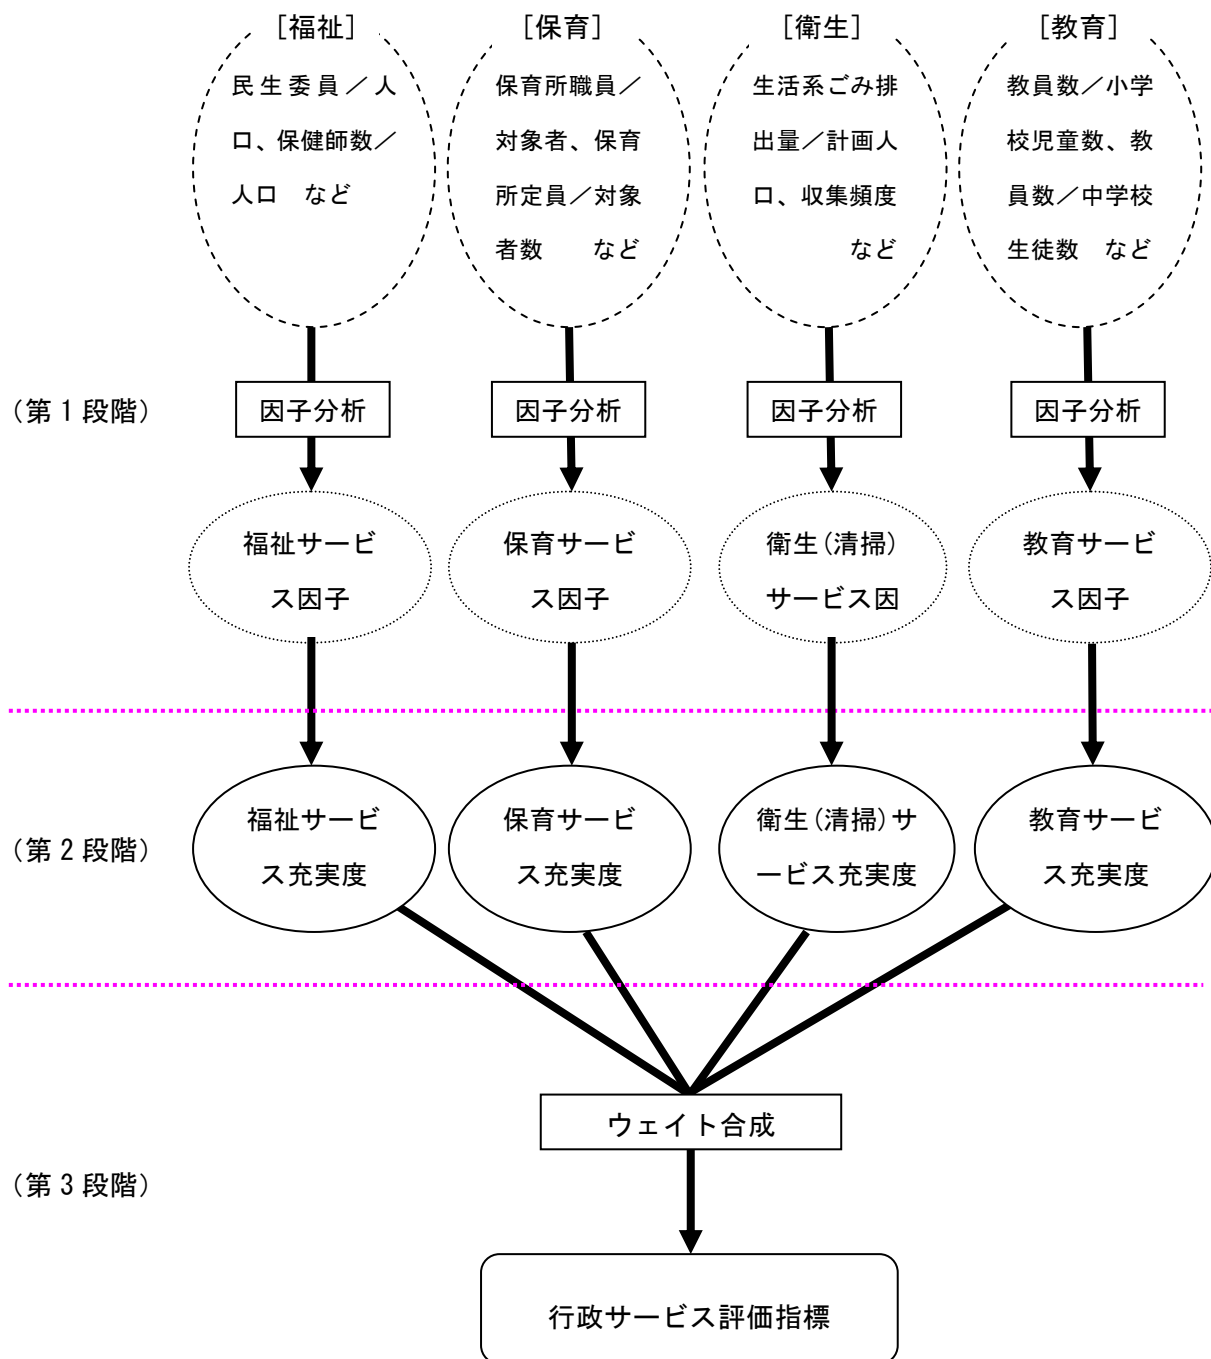 ［福祉］
民生委員／人
口、保健師数／
人口　など
［保育］
保育所職員／
対象者、保育
所定員／対象
者数　　など
［衛生］
生活系ごみ排
出量／計画人
口、収集頻度
など
［教育］
教員数／小学
校児童数、教
員数／中学校
生徒数　など
（第１段階）
因子分析
因子分析
因子分析
因子分析
福祉サービ
ス因子
保育サービ
ス因子
衛生（清掃）
サービス因
教育サービ
ス因子
（第２段階）
福祉サービ
ス充実度
保育サービ
ス充実度
衛生（清掃）サ
ービス充実度
教育サービ
ス充実度
ウェイト合成
（第３段階）
行政サービス評価指標